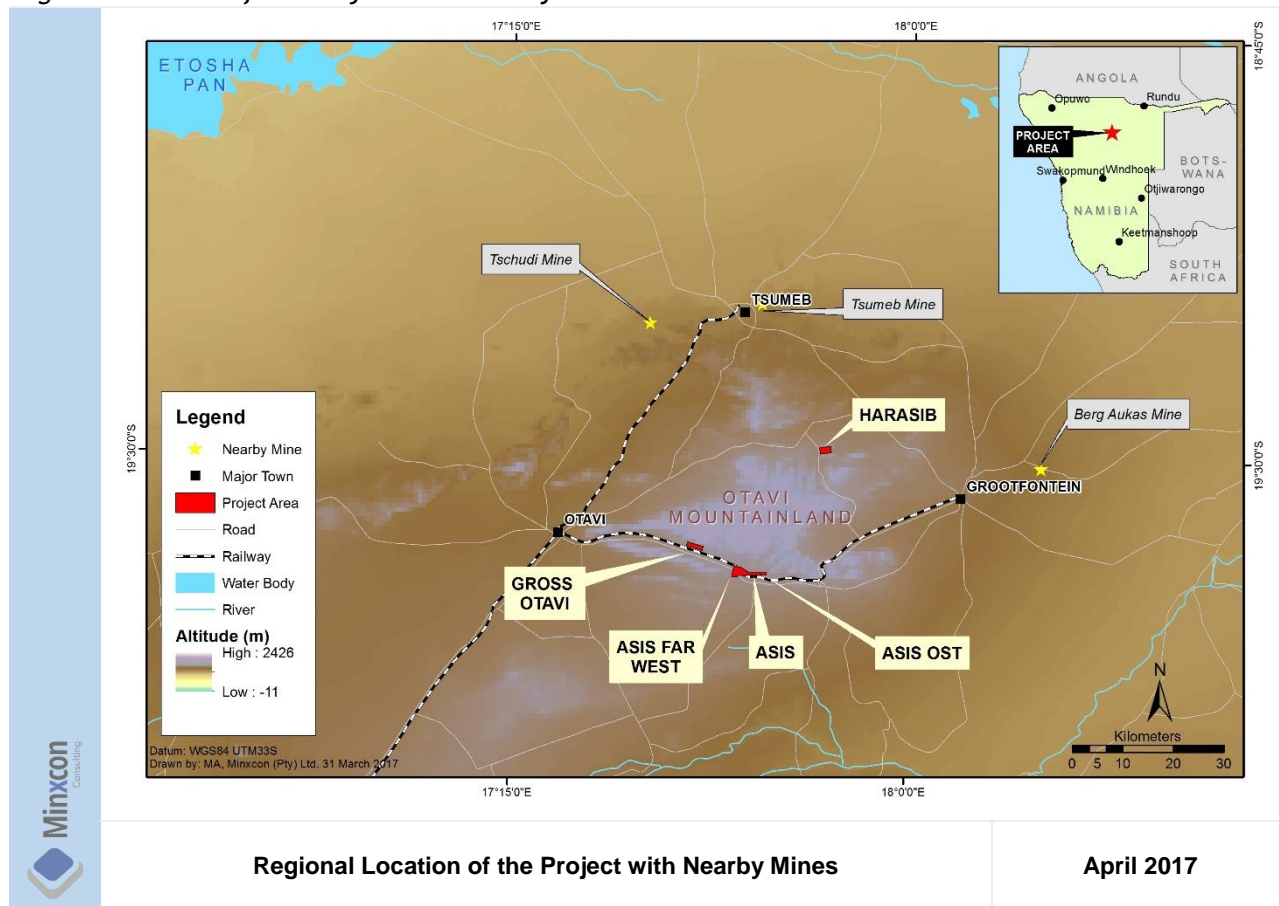 17°15'0"E
18°0'0"E
18°45'0"S
ETOSHA
PAN
ANGOLA
Opuwo
Rundu
PROJECT
AREA
BOTS-
WANA
Swakopmund
Windhoek
Otjiwarongo
NAMIBIA
Keetmanshoop
SOUTH
AFRICA
Tschudi Mine
TSUMEB
Tsumeb Mine
HARASIB
Berg Aukas Mine
19°30'0"S
19°30'0"S
GROOTFONTEIN
OTAVI
MOUNTAINLAND
OTAVI
GROSS
OTAVI
ASIS FAR
WEST
ASIS
ASIS OST
Legend
Nearby Mine
Major Town
Project Area
Road
Railway
Water Body
River
Altitude (m)
High : 2426
Low : -11
N
Kilometers
0 5 10 20 30
Datum: WGS84 UTM33S
Drawn by: MA, Minxcon (Pty) Ltd. 31 March 2017
17°15'0"E
18°0'0"E
Minxcon
Consulting
Regional Location of the Project with Nearby Mines
April 2017